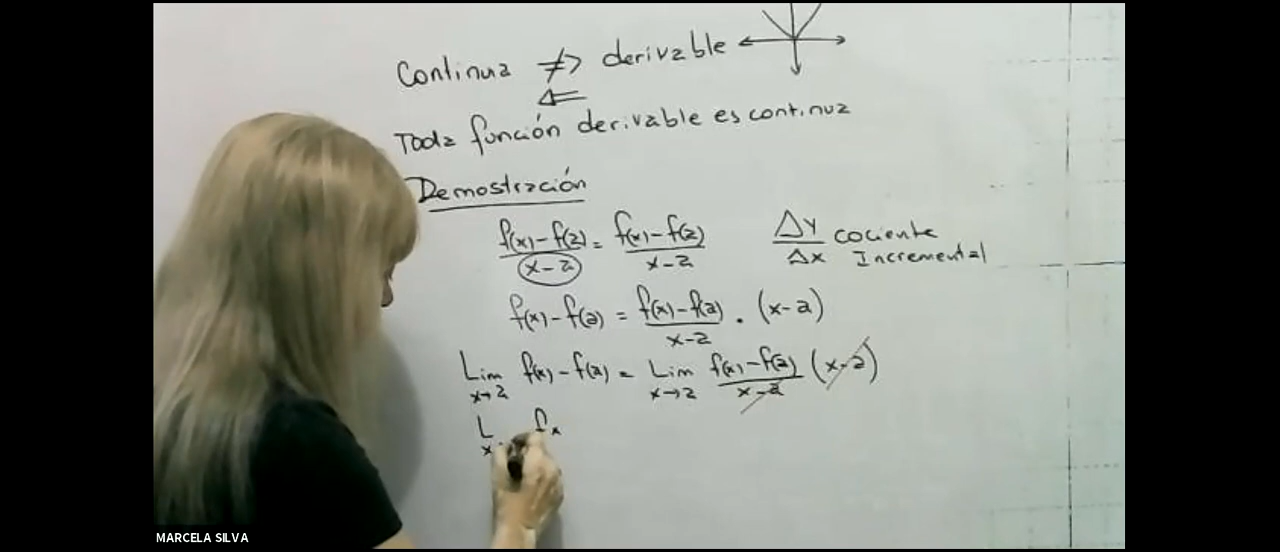 Continua ≠> derivable
<=
Toda función derivable es continua
Demostración
f(x)-f(a) / x-a = f(x)-f(a) / x-a   Δy / Δx cociente Incremental
f(x)-f(a) = f(x)-f(a) / x-a . (x-a)
Lim x→a f(x)-f(a) = Lim x→a f(x)-f(a) / x-a (x-a)
L x f x
MARCELA SILVA